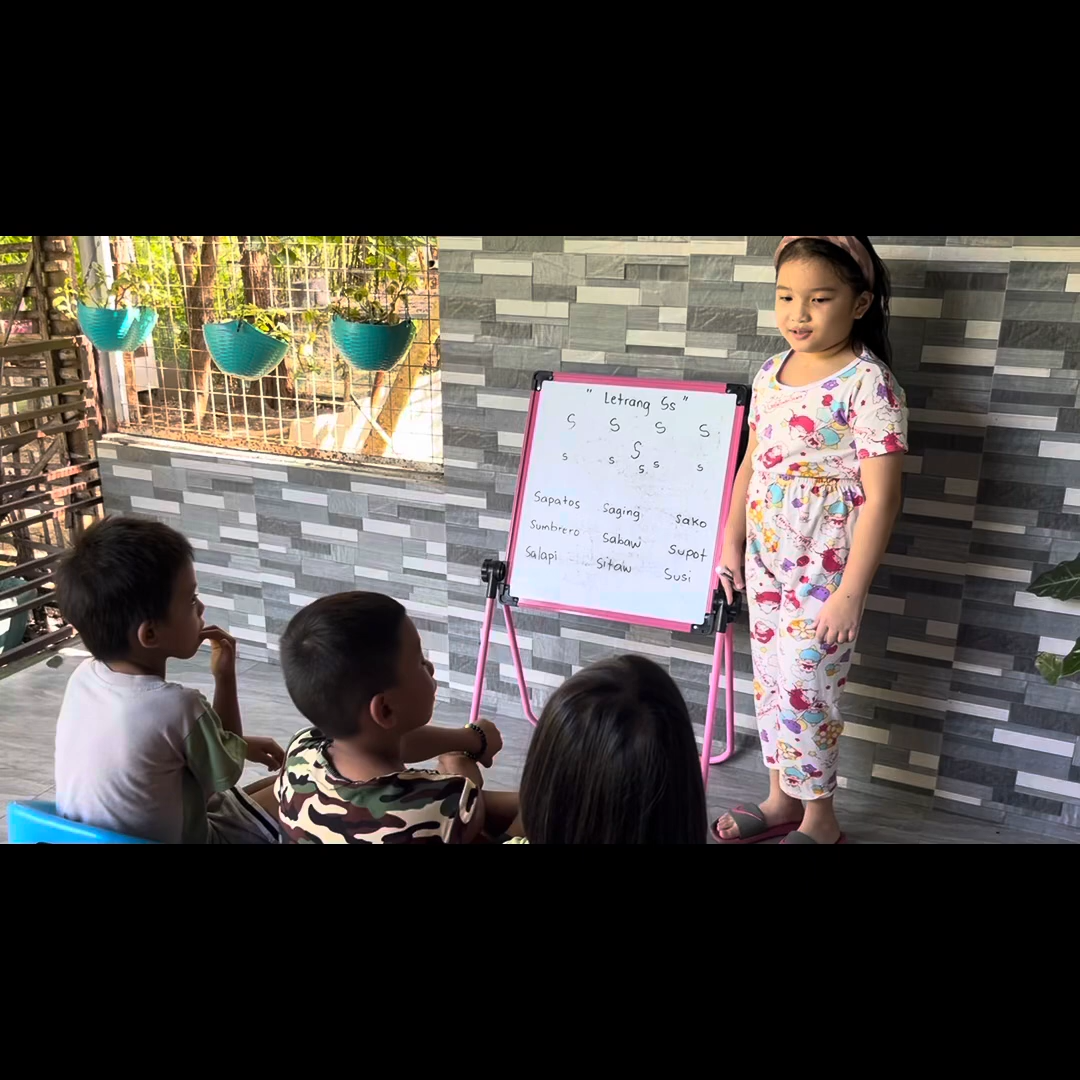 "Letrang Ss"
S S S S
S
s s s. s s
Sapatos saging sako
Sumbrero sabaw supot
Salapi Sitaw Susi